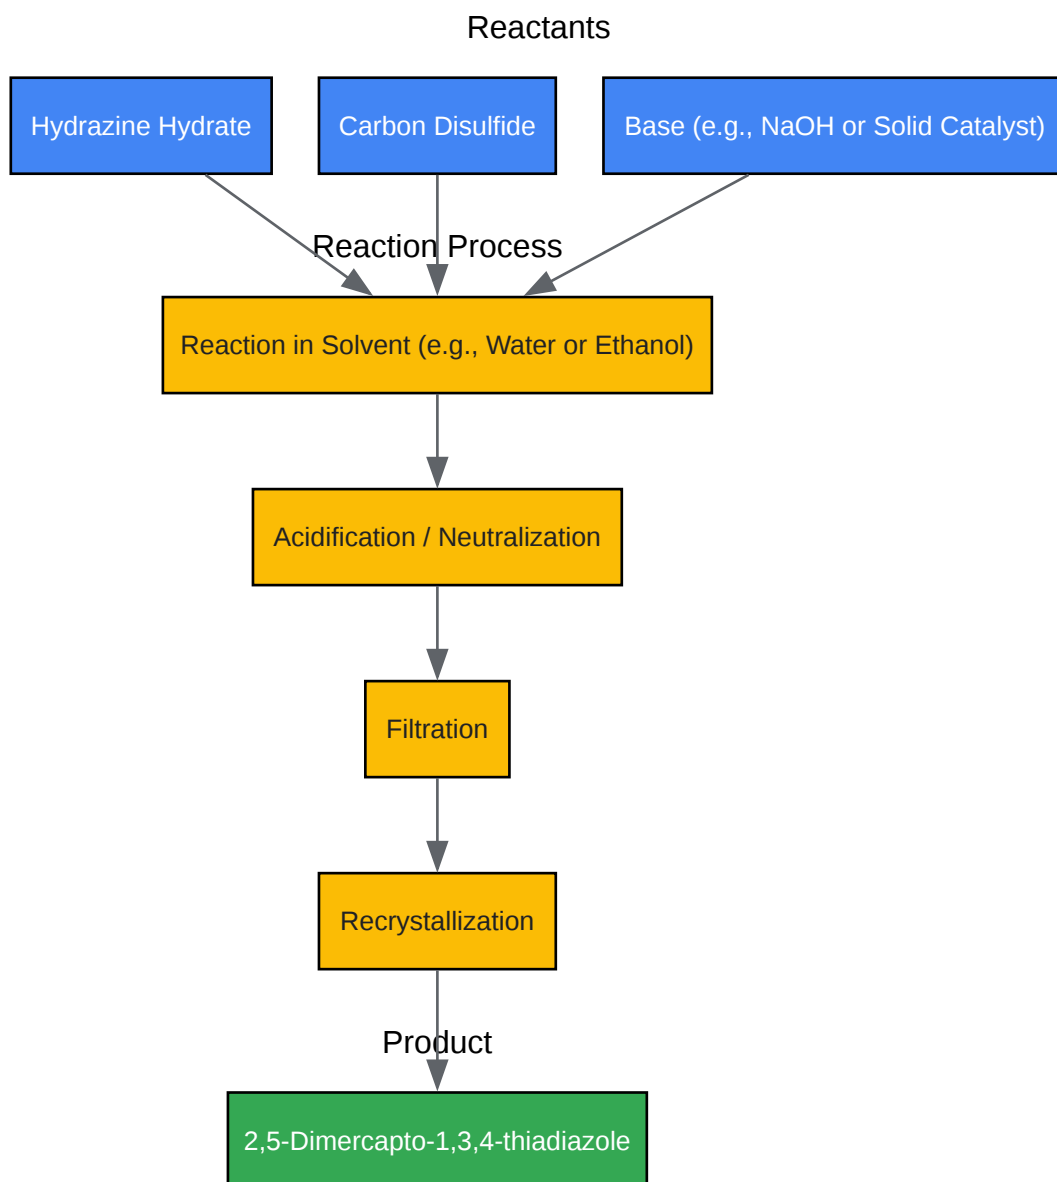 Reactants
Hydrazine Hydrate
Carbon Disulfide
Base (e.g., NaOH or Solid Catalyst)
Reaction Process
Reaction in Solvent (e.g., Water or Ethanol)
Acidification / Neutralization
Filtration
Recrystallization
Product
2,5-Dimercapto-1,3,4-thiadiazole